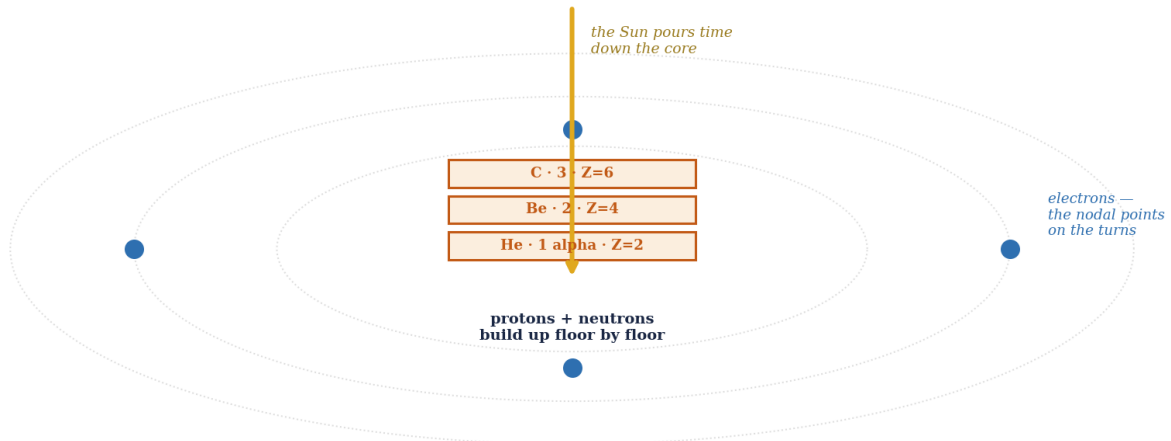 the Sun pours time
down the core
C · 3 · Z=6
Be · 2 · Z=4
He · 1 alpha · Z=2
electrons —
the nodal points
on the turns
protons + neutrons
build up floor by floor